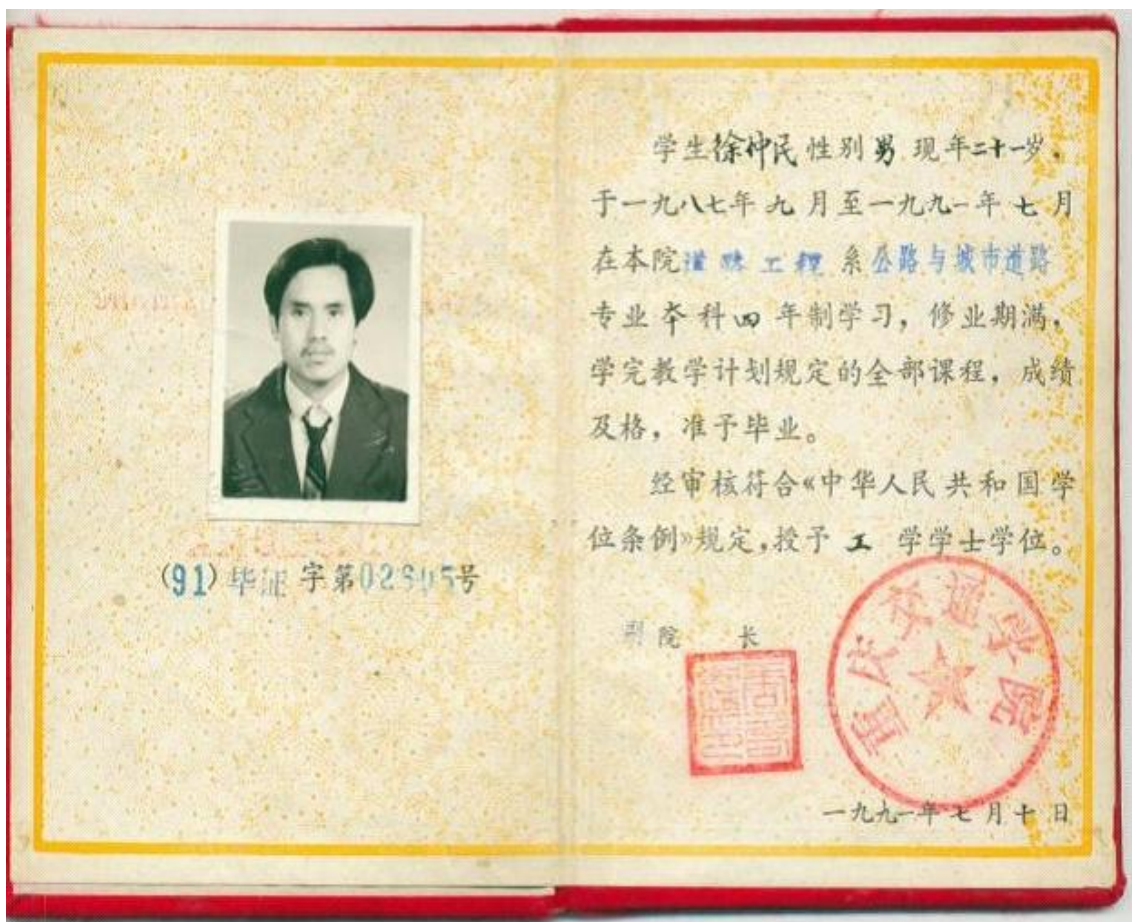 (91)毕证字第02605号
学生徐仲民性别男现年二十一岁,
于一九八七年九月至一九九一年七月
在本院道路工程系公路与城市道路
专业本科四年制学习,修业期满,
学完教学计划规定的全部课程,成绩
及格,准予毕业。
经审核符合《中华人民共和国学
位条例》规定,授予工学学士学位。
副院长
重庆交通学院
一九九一年七月十日